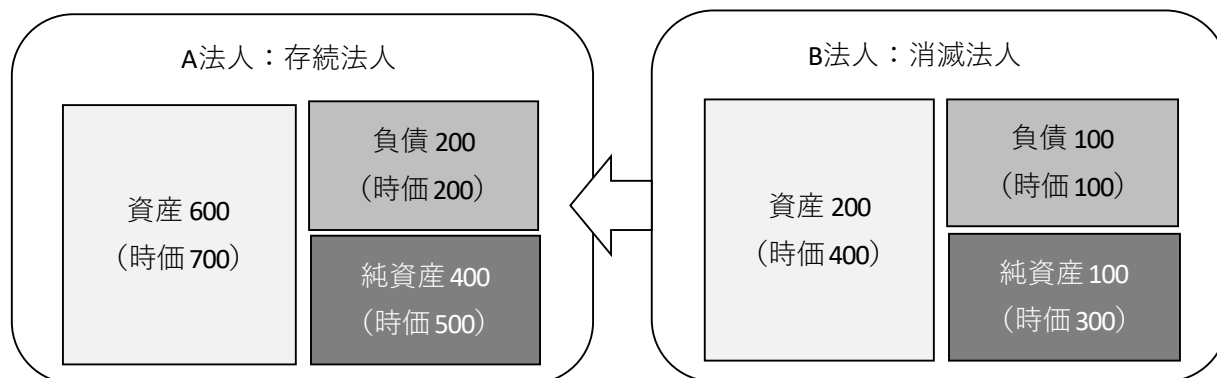 A法人：存続法人
資産 600
（時価 700）
負債 200
（時価 200）
純資産 400
（時価 500）
B法人：消滅法人
資産 200
（時価 400）
負債 100
（時価 100）
純資産 100
（時価 300）